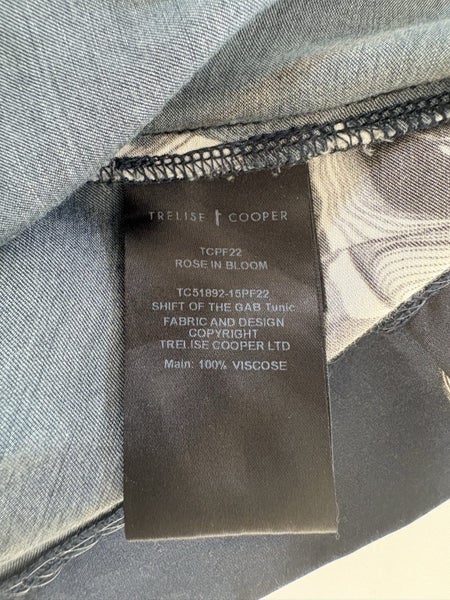 TRELISE COOPER
TCPF22
ROSE IN BLOOM
TC51892-15PF22
SHIFT OF THE GAB Tunic
FABRIC AND DESIGN
COPYRIGHT
TRELISE COOPER LTD
Main: 100% VISCOSE